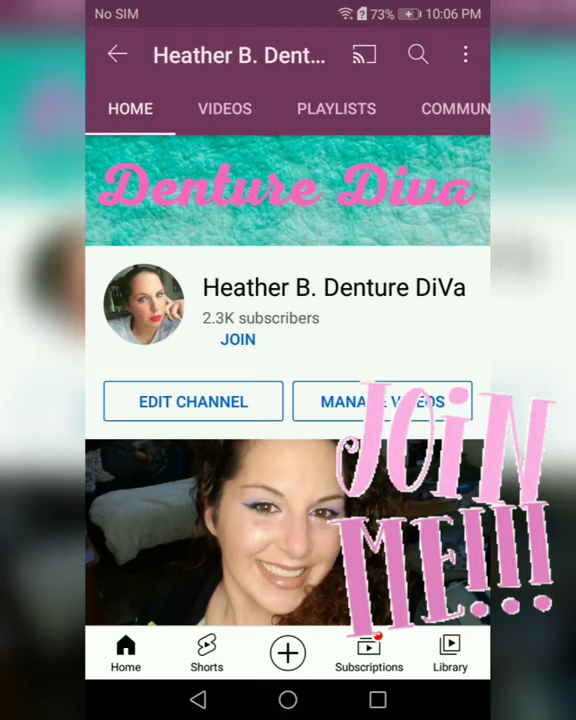 No SIM 73% 10:06 PM
Heather B. Dent...
HOME VIDEOS PLAYLISTS COMMUN
Denture Diva
Heather B. Denture DiVa
2.3K subscribers
JOIN
EDIT CHANNEL
JOiN
ME!!!...
Home Shorts Subscriptions Library